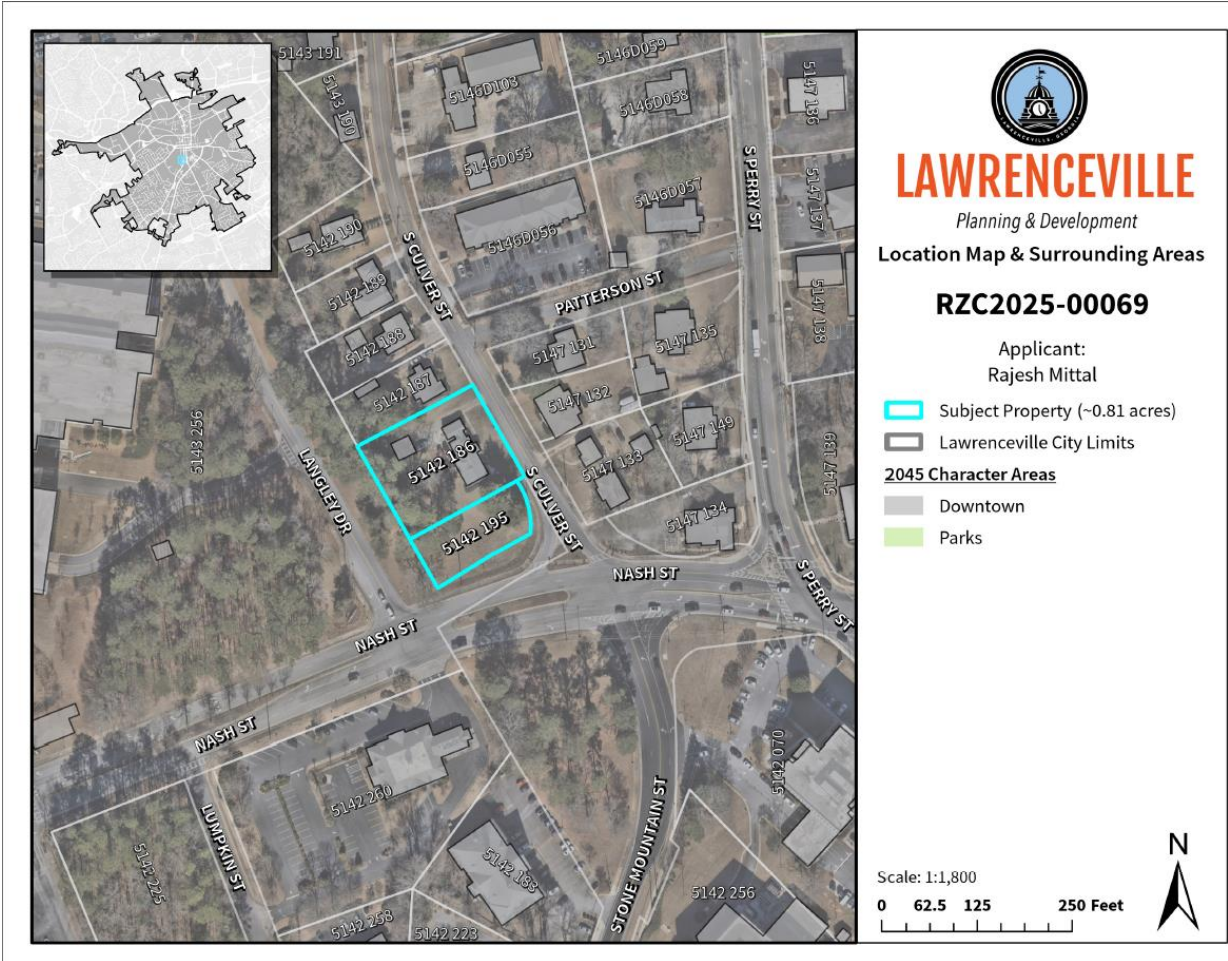 5143 191
5143 190
5146D103
5146D059
5146D058
5147 136
5146D055
5146D057
5147 137
S PERRY ST
5142 190
S CULVER ST
5146D056
5142 189
PATTERSON ST
5147 138
5142 188
5147 131
5147 135
5142 187
5147 132
5143 256
5142 186
5147 149
5147 133
5147 139
LANGLEY DR
S CULVER ST
5142 195
5147 134
NASH ST
S PERRY ST
NASH ST
NASH ST
5142 070
5142 260
LUMPKIN ST
STONE MOUNTAIN ST
5142 225
5142 183
5142 256
5142 258
5142 223
LAWRENCEVILLE, GEORGIA
LAWRENCEVILLE
Planning & Development
Location Map & Surrounding Areas
RZC2025-00069
Applicant:
Rajesh Mittal
Subject Property (~0.81 acres)
Lawrenceville City Limits
2045 Character Areas
Downtown
Parks
Scale: 1:1,800
0 62.5 125 250 Feet
N